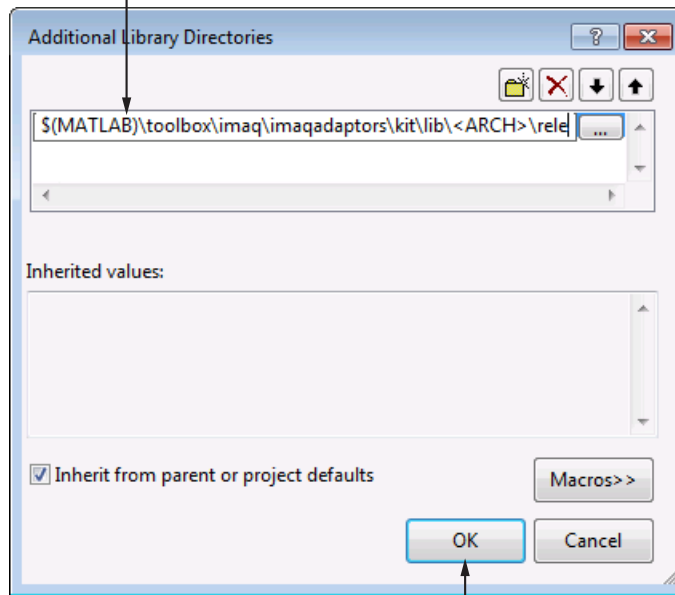 Additional Library Directories
$(MATLAB)\toolbox\imaq\imaqadaptors\kit\lib\<ARCH>\rele
...
Inherited values:
Inherit from parent or project defaults
Macros>>
OK
Cancel